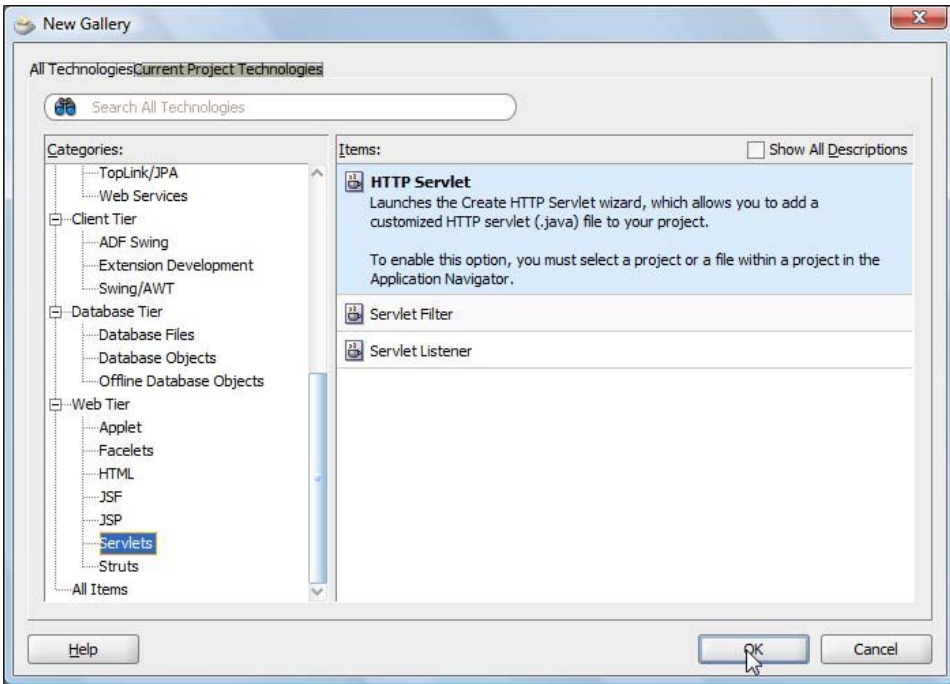 New Gallery
All Technologies Current Project Technologies
Search All Technologies
Categories:
TopLink/JPA
Web Services
Client Tier
ADF Swing
Extension Development
Swing/AWT
Database Tier
Database Files
Database Objects
Offline Database Objects
Web Tier
Applet
Facelets
HTML
JSF
JSP
Servlets
Struts
All Items
Items:
Show All Descriptions
HTTP Servlet
Launches the Create HTTP Servlet wizard, which allows you to add a
customized HTTP servlet (.java) file to your project.
To enable this option, you must select a project or a file within a project in the
Application Navigator.
Servlet Filter
Servlet Listener
Help
OK
Cancel